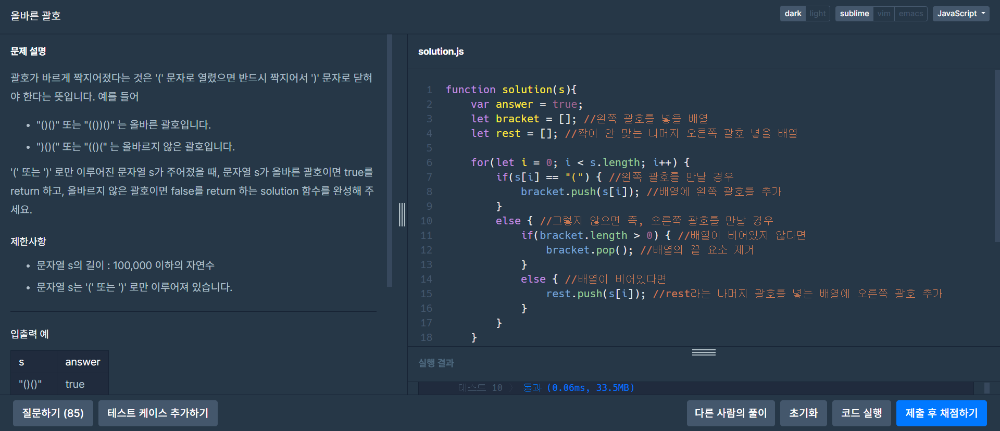 올바른 괄호
dark light sublime vim emacs JavaScript
문제 설명
괄호가 바르게 짝지어졌다는 것은 '(' 문자로 열렸으면 반드시 짝지어서 ')' 문자로 닫혀
야 한다는 뜻입니다. 예를 들어
"()()" 또는 "(())()" 는 올바른 괄호입니다.
")()(" 또는 "(()(" 는 올바르지 않은 괄호입니다.
'(' 또는 ')' 로만 이루어진 문자열 s가 주어졌을 때, 문자열 s가 올바른 괄호이면 true를
return 하고, 올바르지 않은 괄호이면 false를 return 하는 solution 함수를 완성해 주
세요.
제한사항
문자열 s의 길이 : 100,000 이하의 자연수
문자열 s는 '(' 또는 ')' 로만 이루어져 있습니다.
입출력 예
s answer
"()()" true
solution.js
1 function solution(s){
2     var answer = true;
3     let bracket = []; //왼쪽 괄호를 넣을 배열
4     let rest = []; //짝이 안 맞는 나머지 오른쪽 괄호 넣을 배열
5
6     for(let i = 0; i < s.length; i++) {
7         if(s[i] == "(") { //왼쪽 괄호를 만날 경우
8             bracket.push(s[i]); //배열에 왼쪽 괄호를 추가
9         }
10         else { //그렇지 않으면 즉, 오른쪽 괄호를 만날 경우
11             if(bracket.length > 0) { //배열이 비어있지 않다면
12                 bracket.pop(); //배열의 끝 요소 제거
13             }
14             else { //배열이 비어있다면
15                 rest.push(s[i]); //rest라는 나머지 괄호를 넣는 배열에 오른쪽 괄호 추가
16             }
17         }
18     }
실행 결과
테스트 10 〉 통과 (0.06ms, 33.5MB)
질문하기 (85) 테스트 케이스 추가하기 다른 사람의 풀이 초기화 코드 실행 제출 후 채점하기